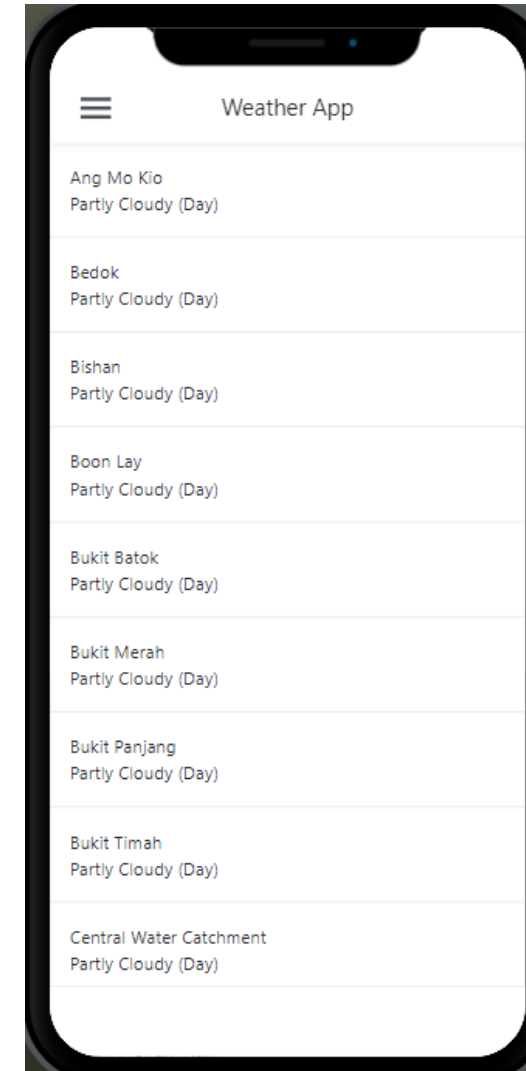 Weather App
Ang Mo Kio
Partly Cloudy (Day)
Bedok
Partly Cloudy (Day)
Bishan
Partly Cloudy (Day)
Boon Lay
Partly Cloudy (Day)
Bukit Batok
Partly Cloudy (Day)
Bukit Merah
Partly Cloudy (Day)
Bukit Panjang
Partly Cloudy (Day)
Bukit Timah
Partly Cloudy (Day)
Central Water Catchment
Partly Cloudy (Day)